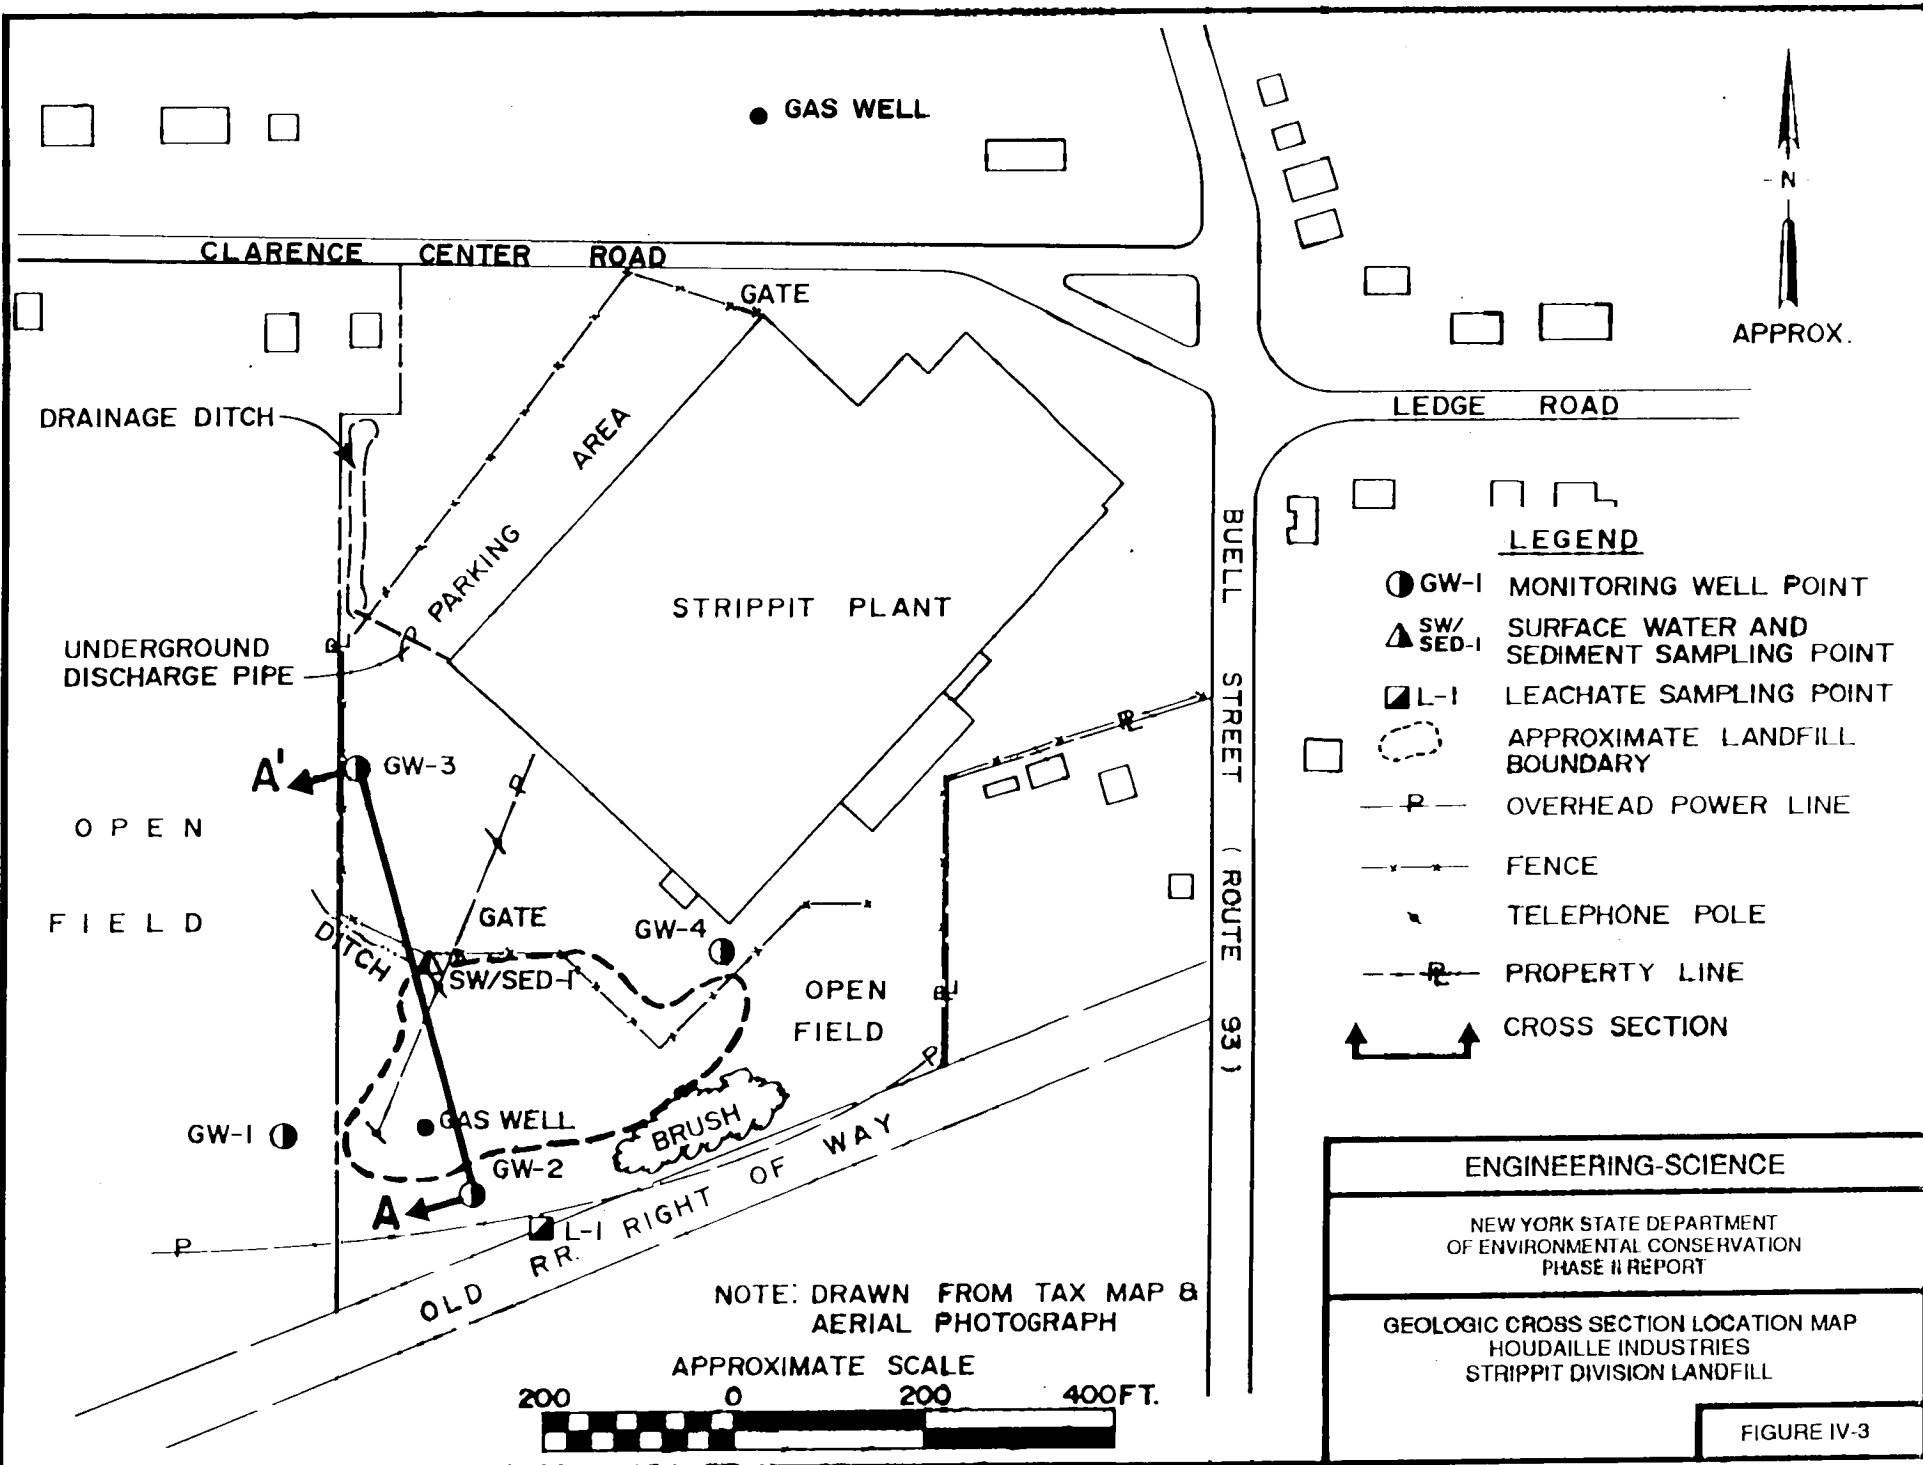 GAS WELL
N
APPROX.
CLARENCE CENTER ROAD
GATE
DRAINAGE DITCH
PARKING AREA
LEDGE ROAD
STRIPPIT PLANT
UNDERGROUND
DISCHARGE PIPE
BUELL STREET (ROUTE 93)
LEGEND
GW-1 MONITORING WELL POINT
SW/
SED-1
SURFACE WATER AND
SEDIMENT SAMPLING POINT
L-1 LEACHATE SAMPLING POINT
APPROXIMATE LANDFILL
BOUNDARY
P OVERHEAD POWER LINE
FENCE
TELEPHONE POLE
PL PROPERTY LINE
CROSS SECTION
PL
PL
A' GW-3
P
OPEN
FIELD
GATE
DITCH
SW/SED-1
GW-4
OPEN
FIELD
PL
P
GW-1
GAS WELL
BRUSH
GW-2
A
P
L-1
OLD RR. RIGHT OF WAY
NOTE: DRAWN FROM TAX MAP &
AERIAL PHOTOGRAPH
APPROXIMATE SCALE
200 0 200 400FT.
ENGINEERING-SCIENCE
NEW YORK STATE DEPARTMENT
OF ENVIRONMENTAL CONSERVATION
PHASE II REPORT
GEOLOGIC CROSS SECTION LOCATION MAP
HOUDAILLE INDUSTRIES
STRIPPIT DIVISION LANDFILL
FIGURE IV-3